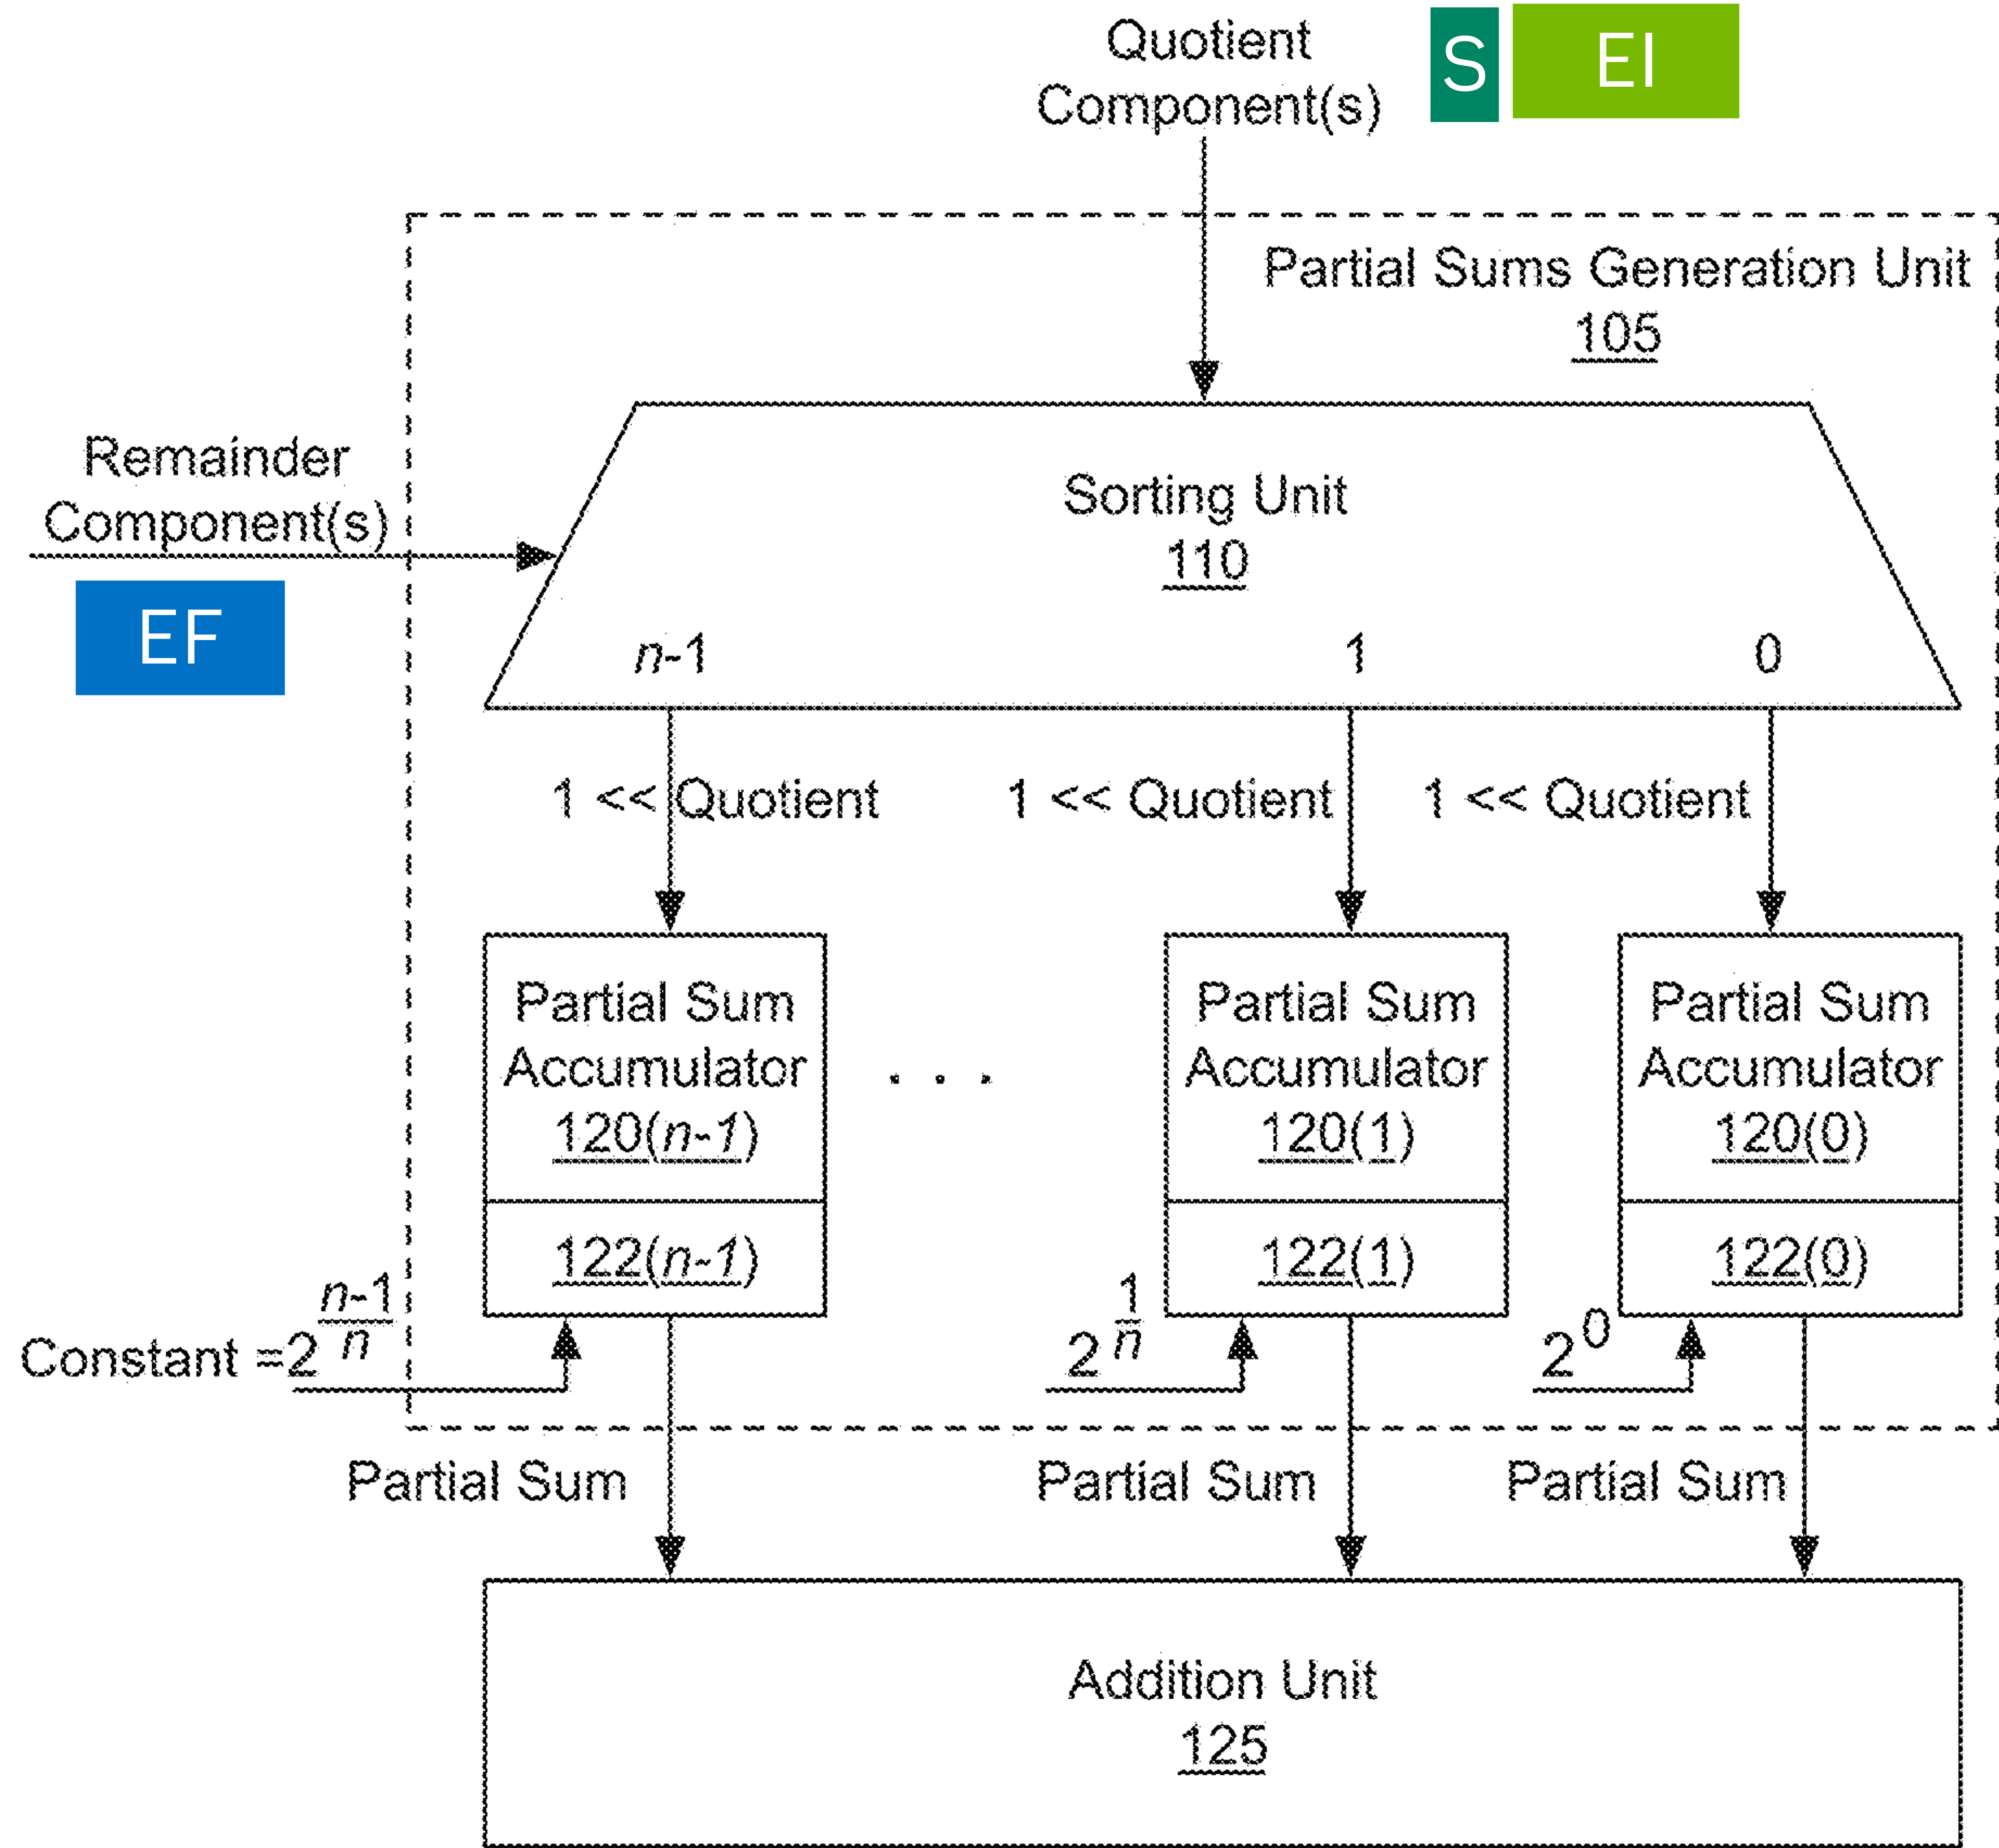 Quotient
Component(s)
S
EI
Partial Sums Generation Unit
105
Remainder
Component(s)
EF
Sorting Unit
110
n-1
1
0
1 << Quotient
1 << Quotient
1 << Quotient
Partial Sum
Accumulator
120(n-1)
122(n-1)
. . .
Partial Sum
Accumulator
120(1)
122(1)
Partial Sum
Accumulator
120(0)
122(0)
Constant =2^{\frac{n-1}{n}}
2^{\frac{1}{n}}
2^0
Partial Sum
Partial Sum
Partial Sum
Addition Unit
125